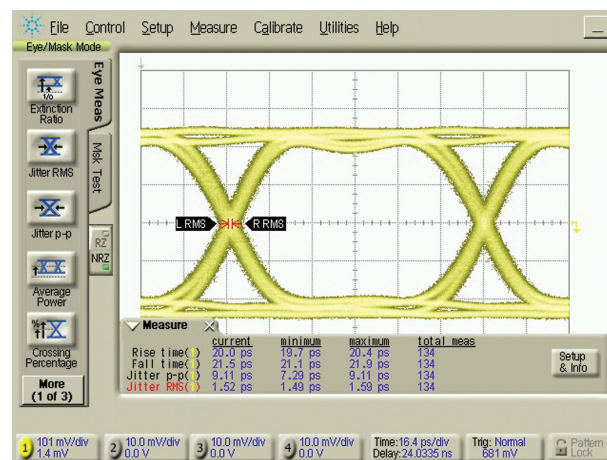 File Control Setup Measure Calibrate Utilities Help
Eye/Mask Mode
Eye Meas
Msk Test
Extinction
Ratio
Jitter RMS
Jitter p-p
RZ
NRZ
Average
Power
Crossing
Percentage
More
(1 of 3)
L RMS R RMS
Measure
current minimum maximum total meas
Rise time(1) 20.0 ps 19.7 ps 20.4 ps 134
Fall time(1) 21.5 ps 21.1 ps 21.9 ps 134
Jitter p-p(1) 9.11 ps 7.29 ps 9.11 ps 134
Jitter RMS(1) 1.52 ps 1.49 ps 1.59 ps 134
Setup
& Info
1 101 mV/div 2 10.0 mV/div 3 10.0 mV/div 4 10.0 mV/div Time:16.4 ps/div Trig: Normal Pattern
1.4 mV 0.0 V 0.0 V 0.0 V Delay:24.0335 ns 681 mV Lock